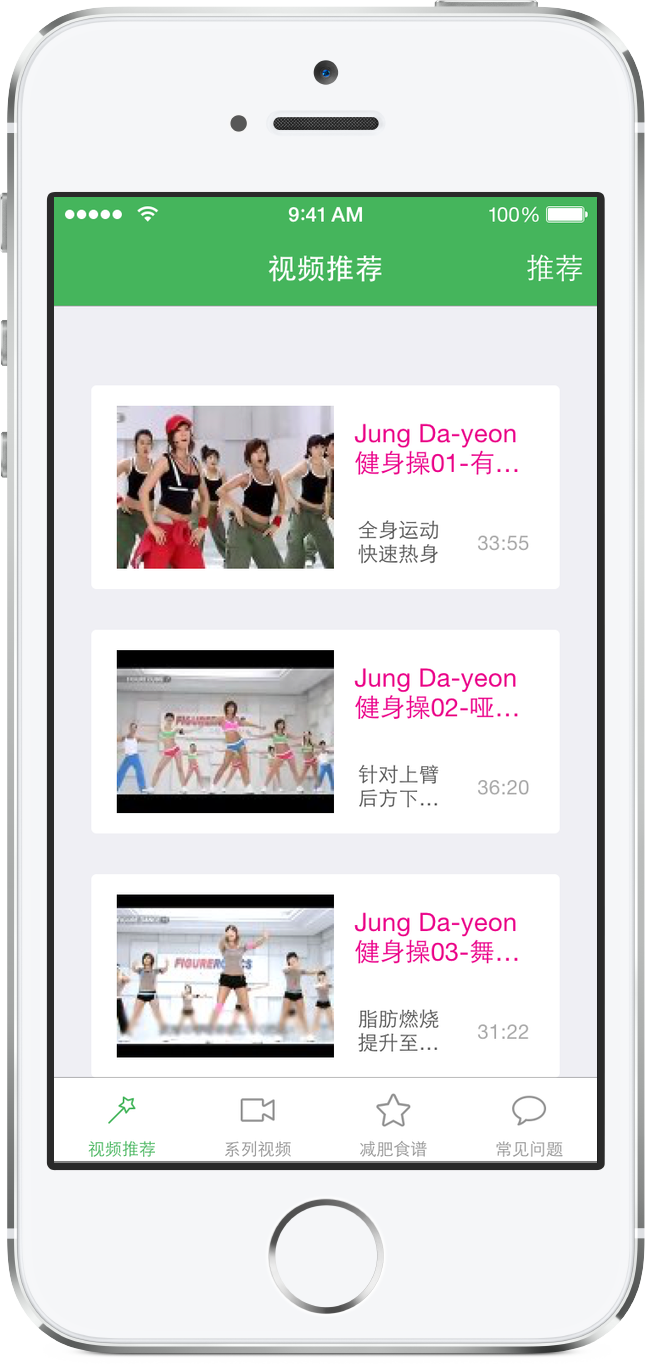 9:41 AM
100%
视频推荐
推荐
Jung Da-yeon
健身操01-有...
全身运动
快速热身
33:55
Jung Da-yeon
健身操02-哑...
针对上臂
后方下...
36:20
FIGURE
Jung Da-yeon
健身操03-舞...
脂肪燃烧
提升至...
31:22
FIGURE DANCE
FIGUREROBICS
视频推荐
系列视频
减肥食谱
常见问题